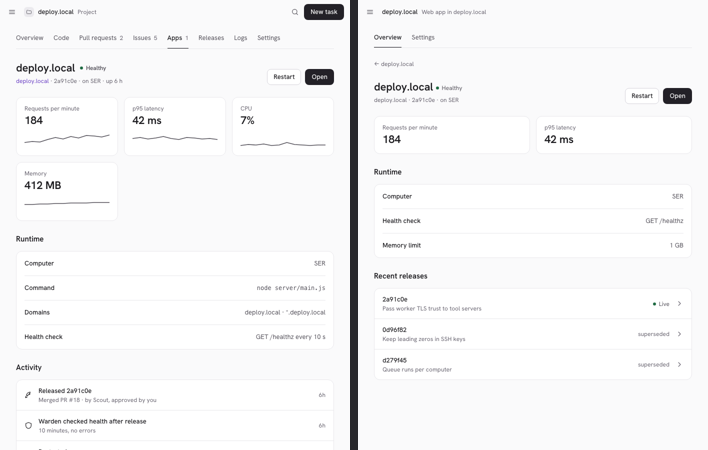 deploy.local Project
New task
Overview Code Pull requests 2 Issues 5 Apps 1 Releases Logs Settings
deploy.local Healthy
deploy.local · 2a91c0e · on SER · up 6 h
Restart Open
Requests per minute
184
p95 latency
42 ms
CPU
7%
Memory
412 MB
Runtime
Computer SER
Command node server/main.js
Domains deploy.local · *.deploy.local
Health check GET /healthz every 10 s
Activity
Released 2a91c0e 6h
Merged PR #18 · by Scout, approved by you
Warden checked health after release 6h
10 minutes, no errors
deploy.local Web app in deploy.local
Overview Settings
← deploy.local
deploy.local Healthy
deploy.local · 2a91c0e · on SER
Restart Open
Requests per minute
184
p95 latency
42 ms
Runtime
Computer SER
Health check GET /healthz
Memory limit 1 GB
Recent releases
2a91c0e Live
Pass worker TLS trust to tool servers
0d96f82 superseded
Keep leading zeros in SSH keys
d279f45 superseded
Queue runs per computer